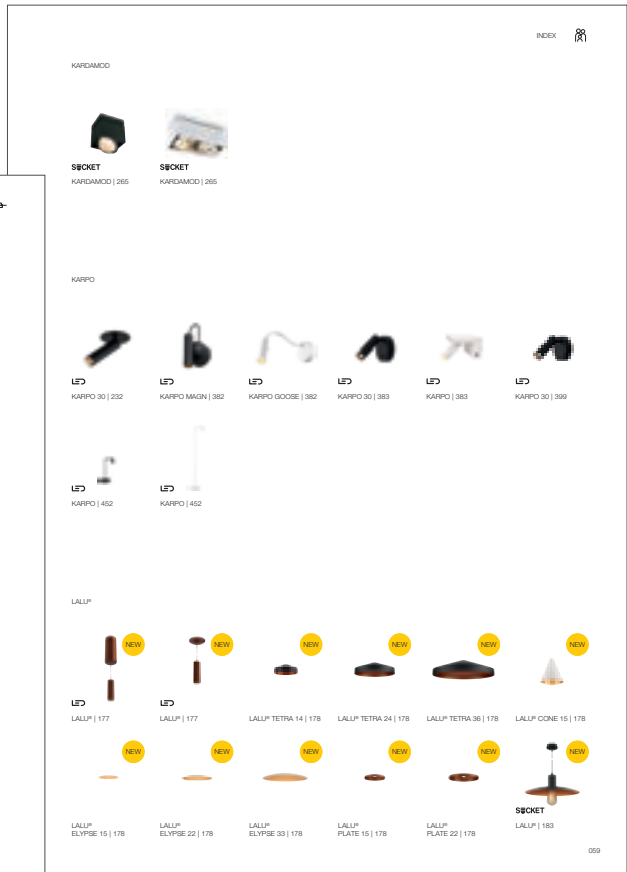 INDEX
KARDAMOD
SOCKET
SOCKET
KARDAMOD | 265
KARDAMOD | 265
KARPO
LED
LED
LED
LED
LED
LED
KARPO 30 | 232
KARPO MAGN | 382
KARPO GOOSE | 382
KARPO 30 | 383
KARPO | 383
KARPO 30 | 399
LED
LED
KARPO | 452
KARPO | 452
LALU®
NEW
NEW
NEW
NEW
NEW
NEW
LED
LED
LALU® | 177
LALU® | 177
LALU® TETRA 14 | 178
LALU® TETRA 24 | 178
LALU® TETRA 36 | 178
LALU® CONE 15 | 178
NEW
NEW
NEW
NEW
NEW
NEW
SOCKET
LALU®
ELYPSE 15 | 178
LALU®
ELYPSE 22 | 178
LALU®
ELYPSE 33 | 178
LALU®
PLATE 15 | 178
LALU®
PLATE 22 | 178
LALU® | 183
059